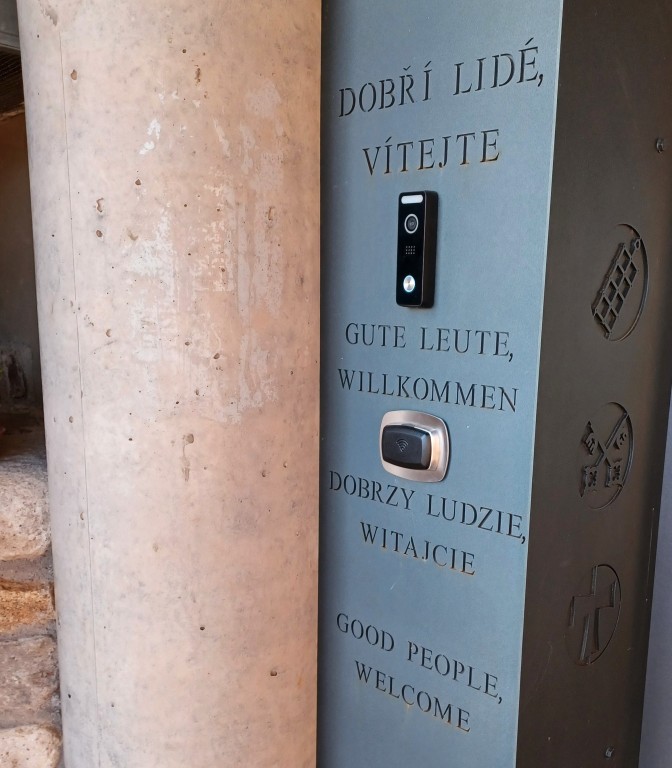 DOBŘÍ LIDÉ,
VÍTEJTE
GUTE LEUTE,
WILLKOMMEN
DOBRZY LUDZIE,
WITAJCIE
GOOD PEOPLE,
WELCOME